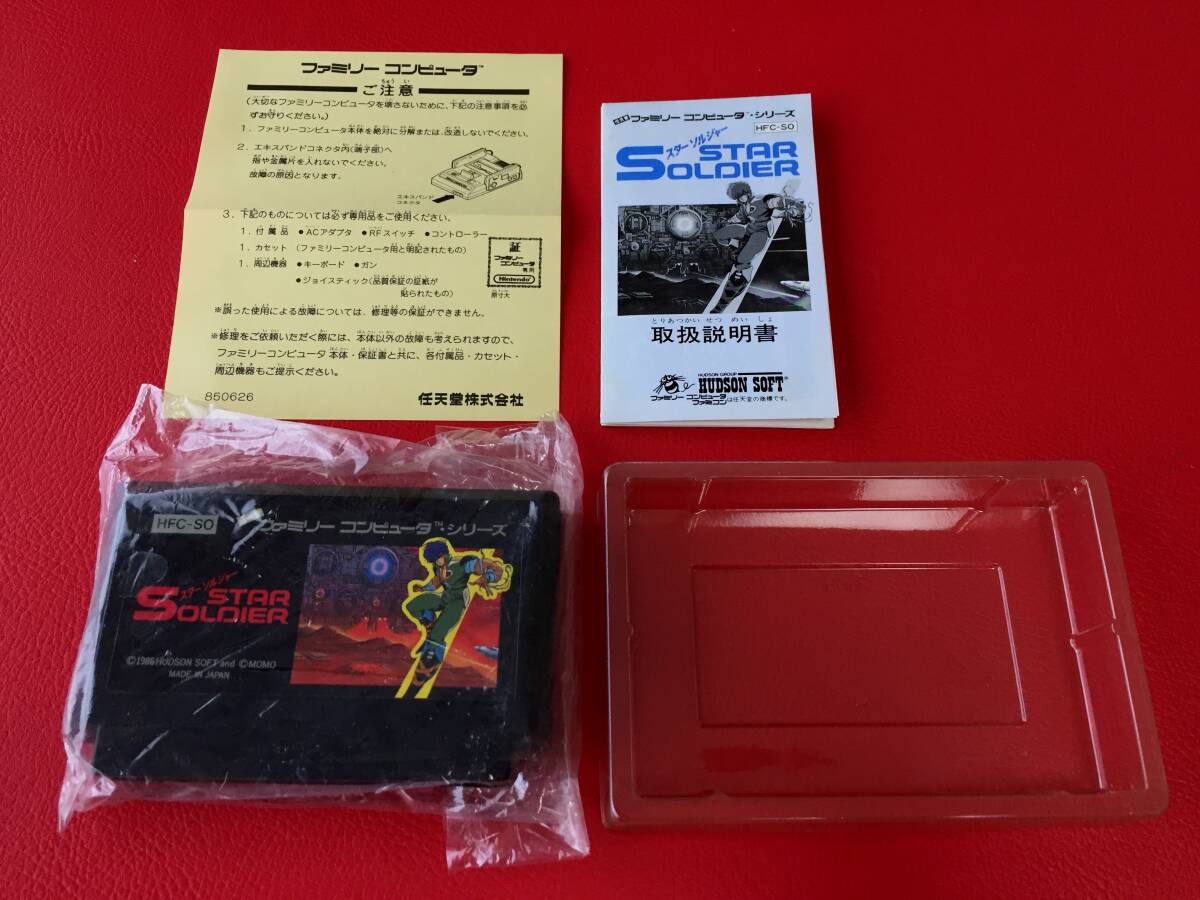 ファミリー コンピュータ™
ご注意
(大切なファミリーコンピュータを壊さないために、下記の注意事項を必
ずお守りください。)
1. ファミリーコンピュータ本体を絶対に分解または、改造しないでください。
2. エキスパンドコネクタ内(端子部)へ
指や金属片を入れないでください。
故障の原因となります。
エキスパンド
コネクタ
3. 下記のものについては必ず専用品をご使用ください。
1. 付属品 ●ACアダプタ ●RFスイッチ ●コントローラー
1. カセット (ファミリーコンピュータ用と明記されたもの)
1. 周辺機器 ●キーボード ●ガン
●ジョイスティック(品質保証の証紙が
貼られたもの)
証
ファミリー
コンピュータ
専用
Nintendo
原寸大
※誤った使用による故障については、修理等の保証ができません。
※修理をご依頼いただく際には、本体以外の故障も考えられますので、
ファミリーコンピュータ 本体・保証書と共に、各付属品・カセット・
周辺機器もご提示ください。
850626 任天堂株式会社
ファミリー コンピュータ™・シリーズ
HFC-SO
スターソルジャー
STAR
SOLDIER
とりあつかい せつ めい しょ
取扱説明書
HUDSON GROUP
HUDSON SOFT®
ファミリー コンピュータ
ファミコン は任天堂の商標です。
HFC-SO ファミリー コンピュータ™・シリーズ
スターソルジャー
STAR
SOLDIER
©1986 HUDSON SOFT and ©MOMO
MADE IN JAPAN